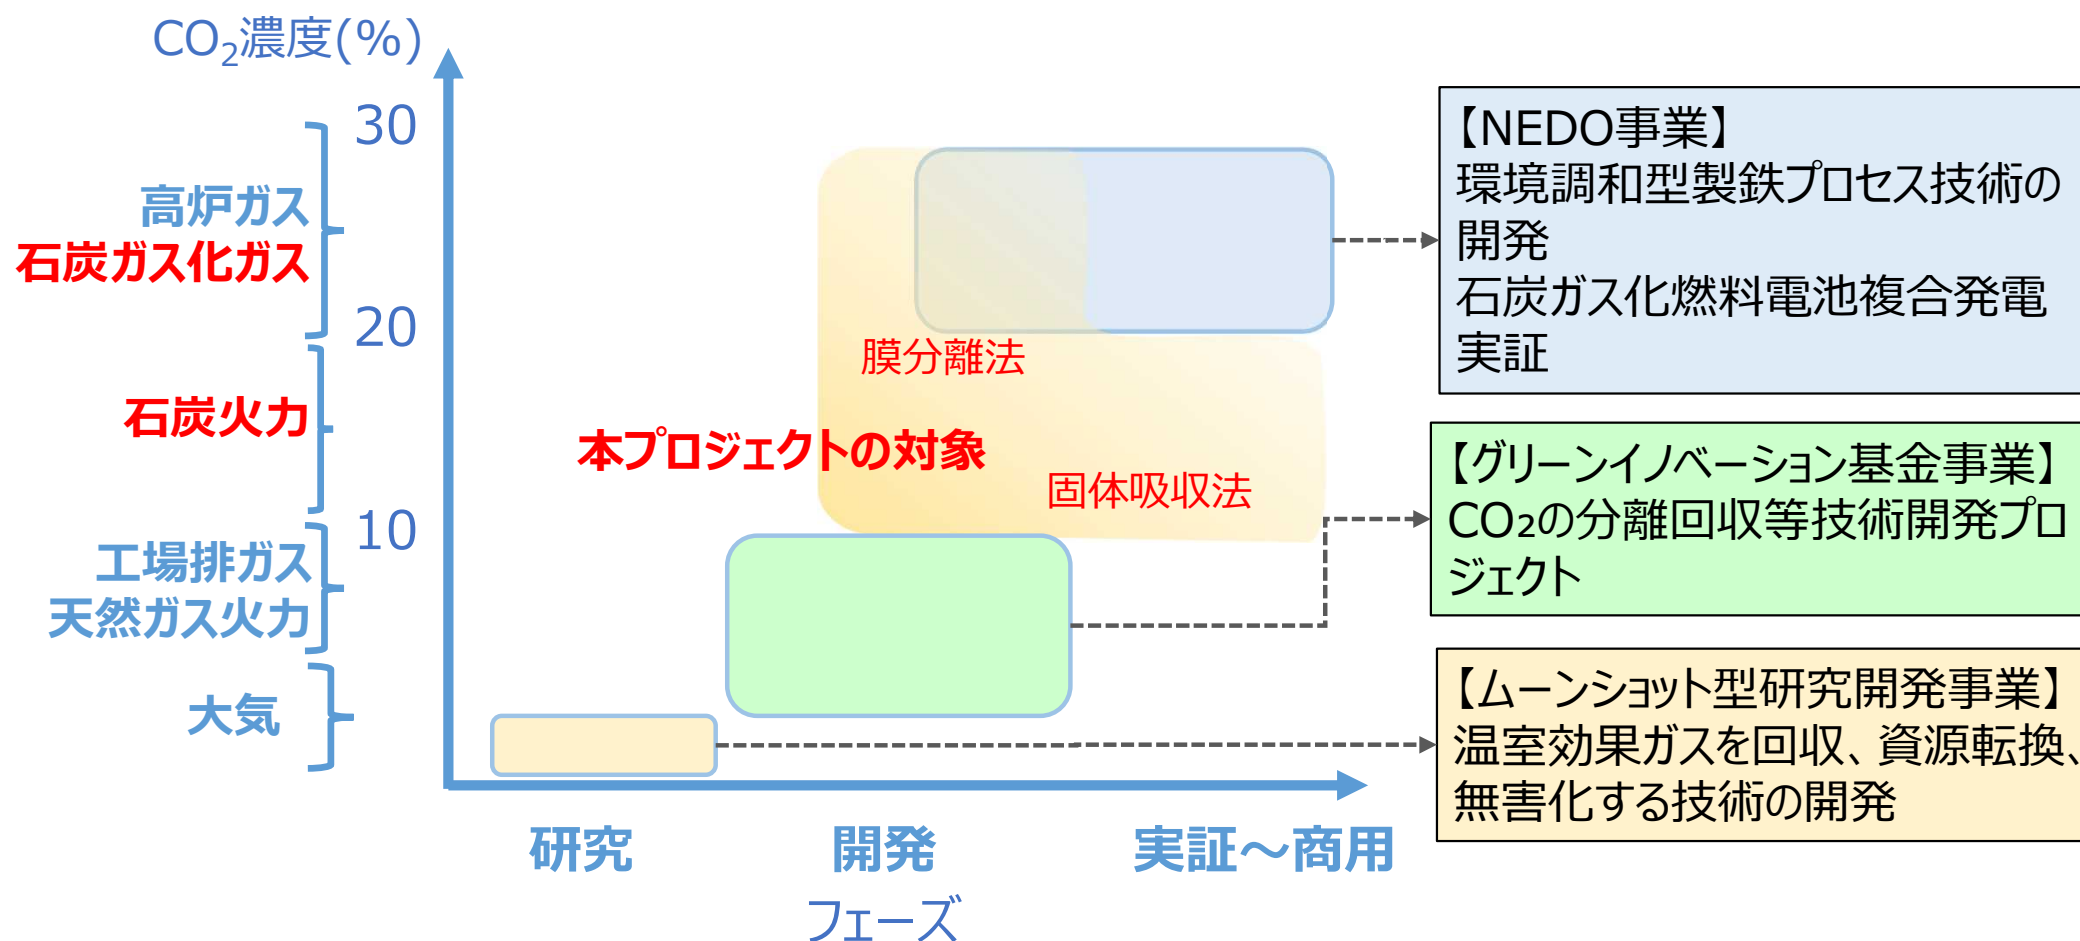 CO₂濃度(%)
30
高炉ガス
石炭ガス化ガス
20
石炭火力
10
工場排ガス
天然ガス火力
大気
膜分離法
本プロジェクトの対象
固体吸収法
研究
開発
実証～商用
フェーズ
【NEDO事業】
環境調和型製鉄プロセス技術の
開発
石炭ガス化燃料電池複合発電
実証
【グリーンイノベーション基金事業】
CO₂の分離回収等技術開発プロ
ジェクト
【ムーンショット型研究開発事業】
温室効果ガスを回収、資源転換、
無害化する技術の開発